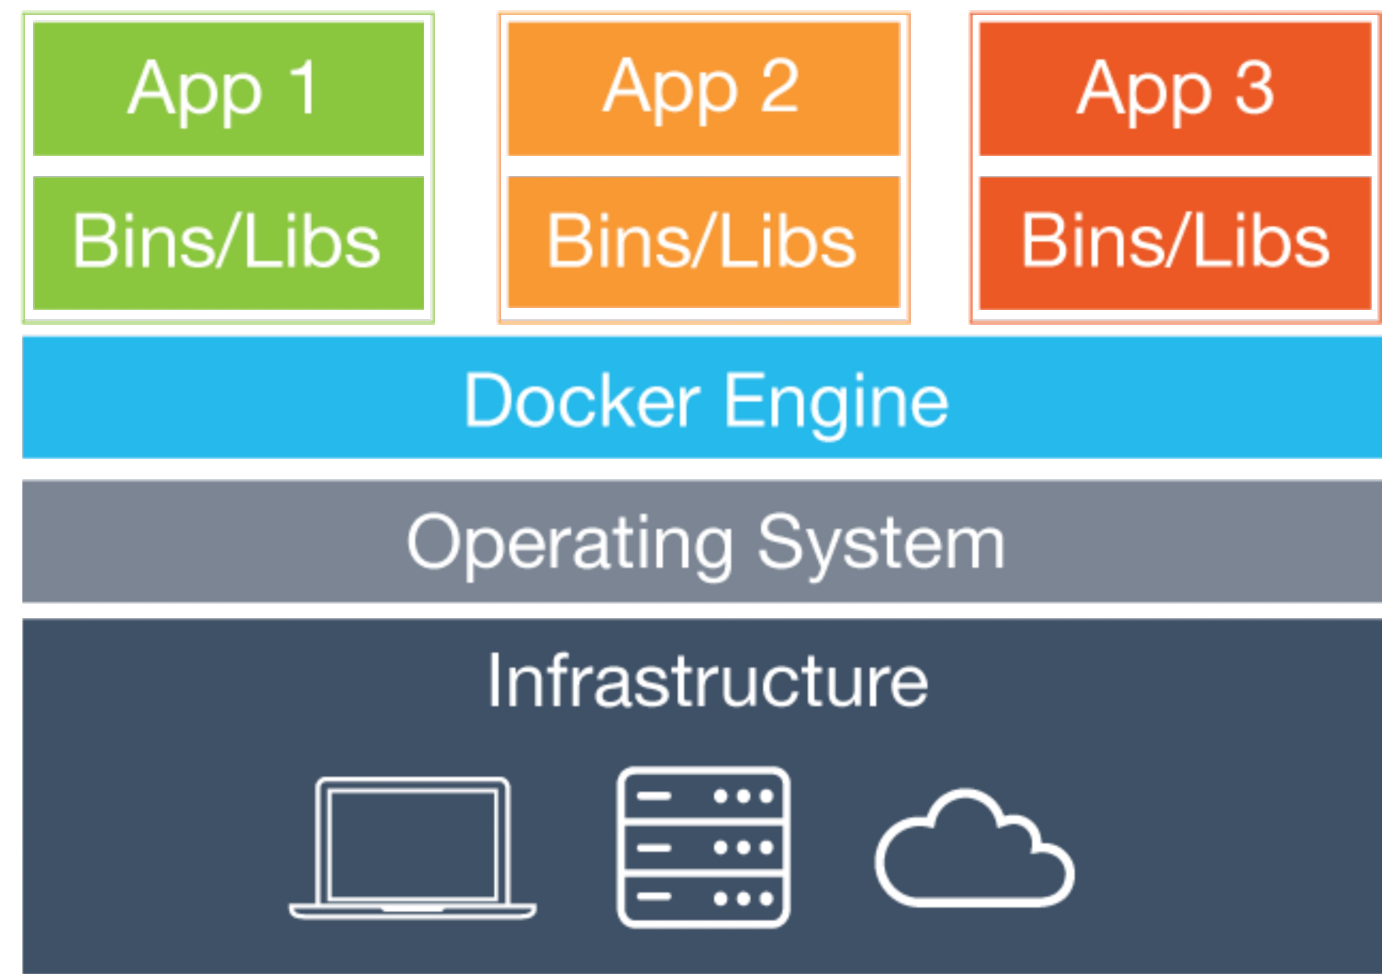 App 1
App 2
App 3
Bins/Libs
Bins/Libs
Bins/Libs
Docker Engine
Operating System
Infrastructure